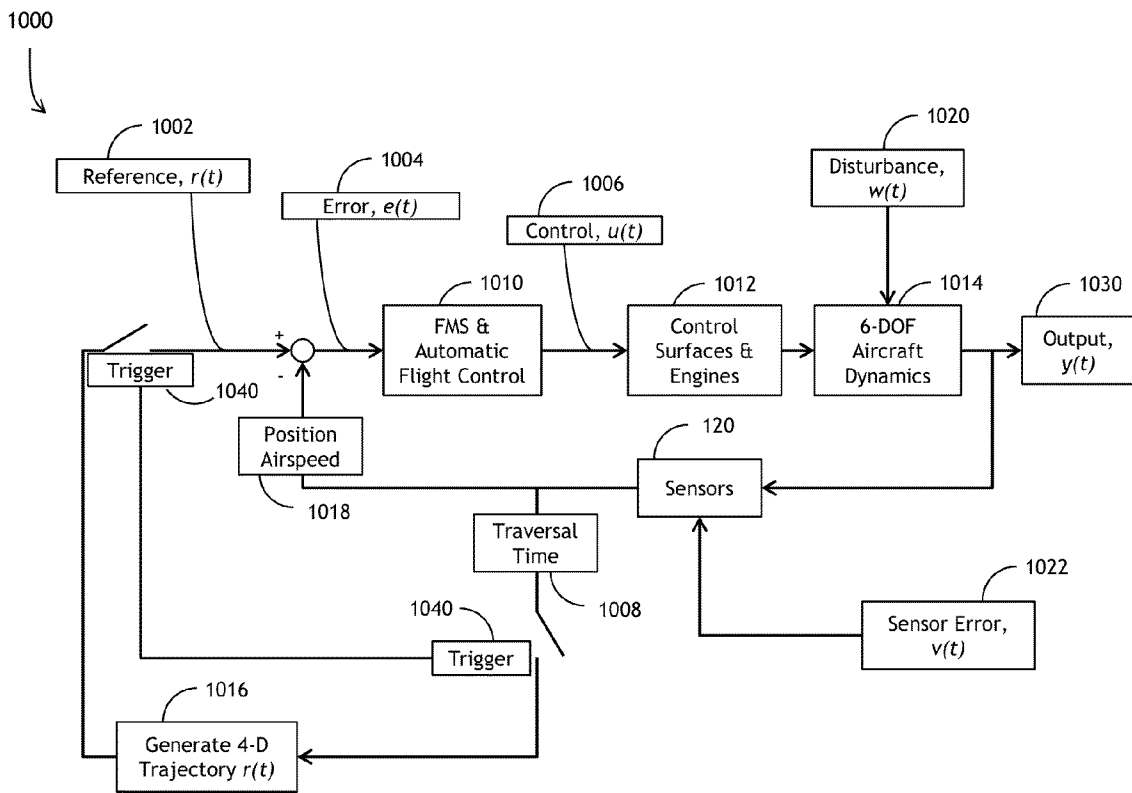 1000
1002
Reference, r(t)
1004
Error, e(t)
1006
Control, u(t)
1020
Disturbance,
w(t)
1010
FMS &
Automatic
Flight Control
1012
Control
Surfaces &
Engines
1014
6-DOF
Aircraft
Dynamics
1030
Output,
y(t)
+
-
Trigger
1040
Position
Airspeed
1018
120
Sensors
Traversal
Time
1008
1022
Sensor Error,
v(t)
1040
Trigger
1016
Generate 4-D
Trajectory r(t)